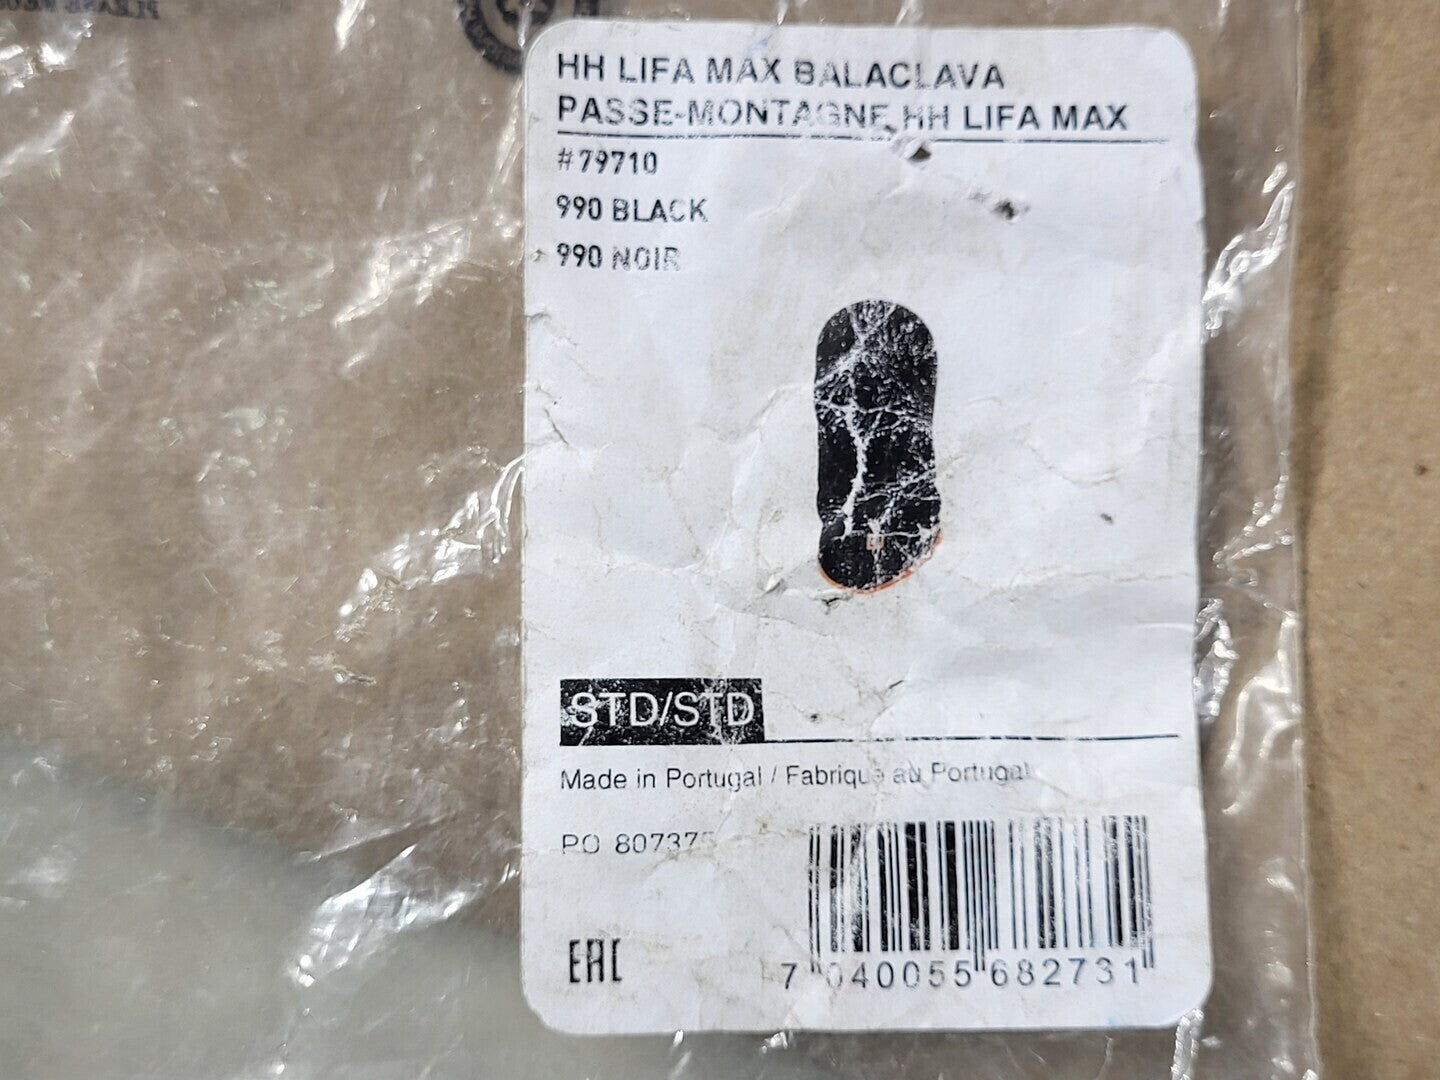 HH LIFA MAX BALACLAVA
PASSE-MONTAGNE HH LIFA MAX
#79710
990 BLACK
990 NOIR
STD/STD
Made in Portugal / Fabriqué au Portugal
PO 807375
EAC
7 040055 682731